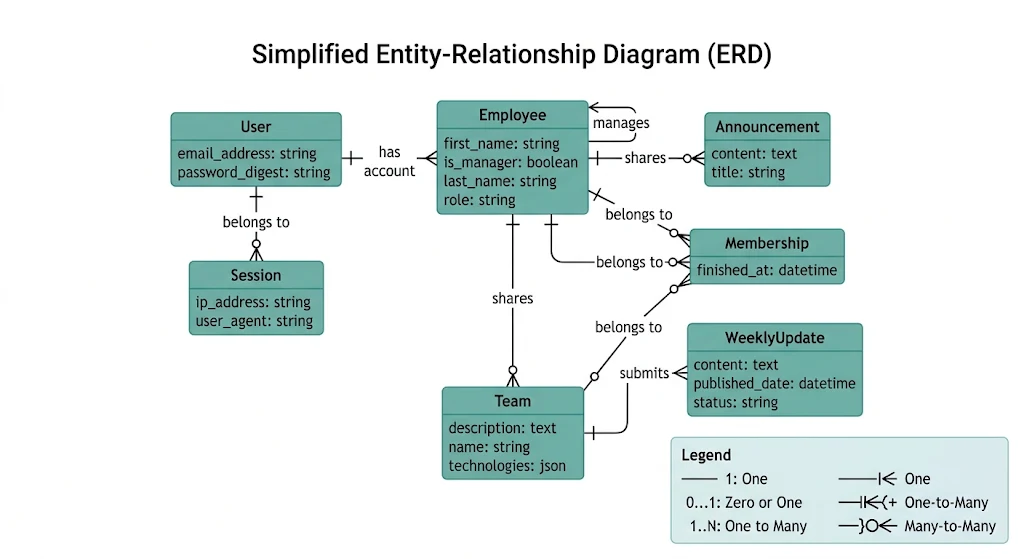 Simplified Entity-Relationship Diagram (ERD)
User
email_address: string
password_digest: string
has
account
Employee
first_name: string
is_manager: boolean
last_name: string
role: string
manages
shares
Announcement
content: text
title: string
belongs to
belongs to
Membership
finished_at: datetime
belongs to
Session
ip_address: string
user_agent: string
shares
belongs to
belongs to
submits
WeeklyUpdate
content: text
published_date: datetime
status: string
Team
description: text
name: string
technologies: json
Legend
1: One
One
0...1: Zero or One
One-to-Many
1..N: One to Many
Many-to-Many